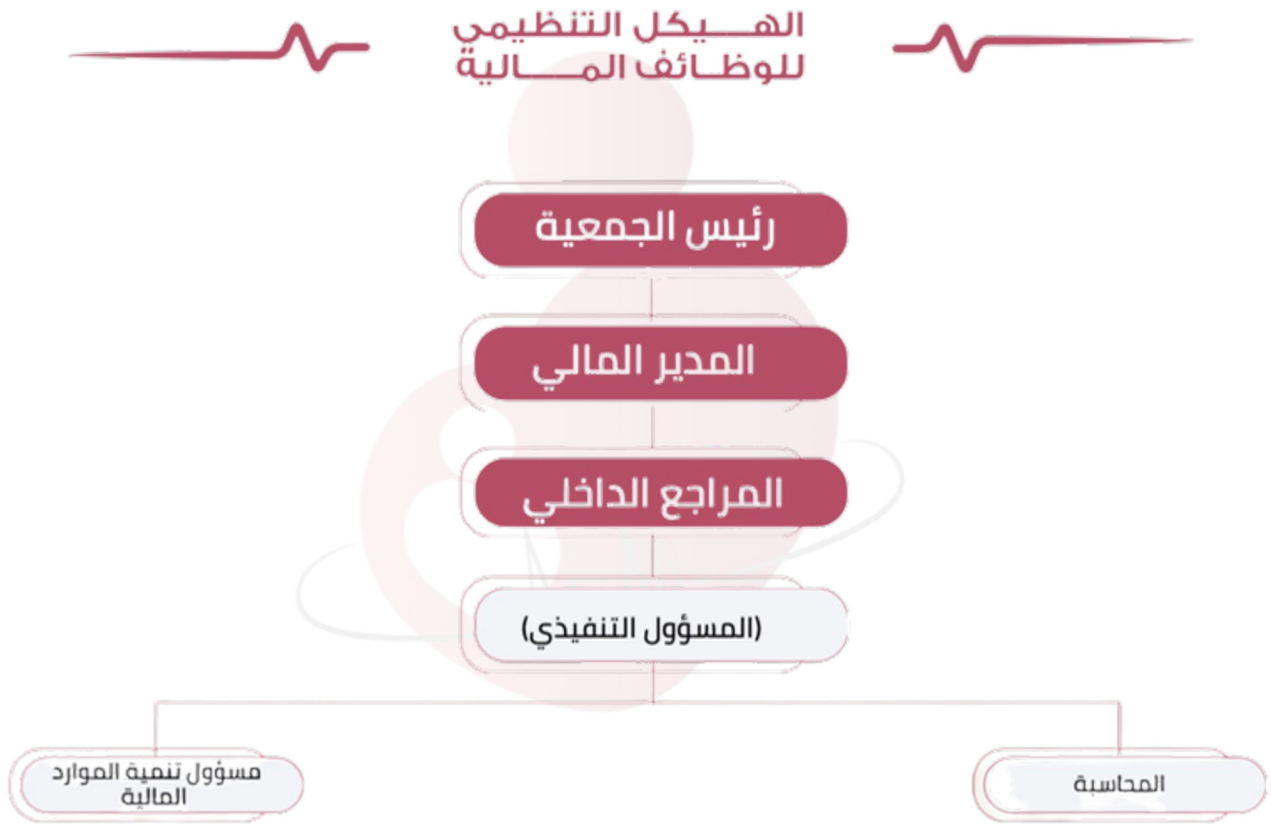 الهيكل التنظيمي
للوظائف المالية
رئيس الجمعية
المدير المالي
المراجع الداخلي
(المسؤول التنفيذي)
المحاسبة
مسؤول تنمية الموارد
المالية